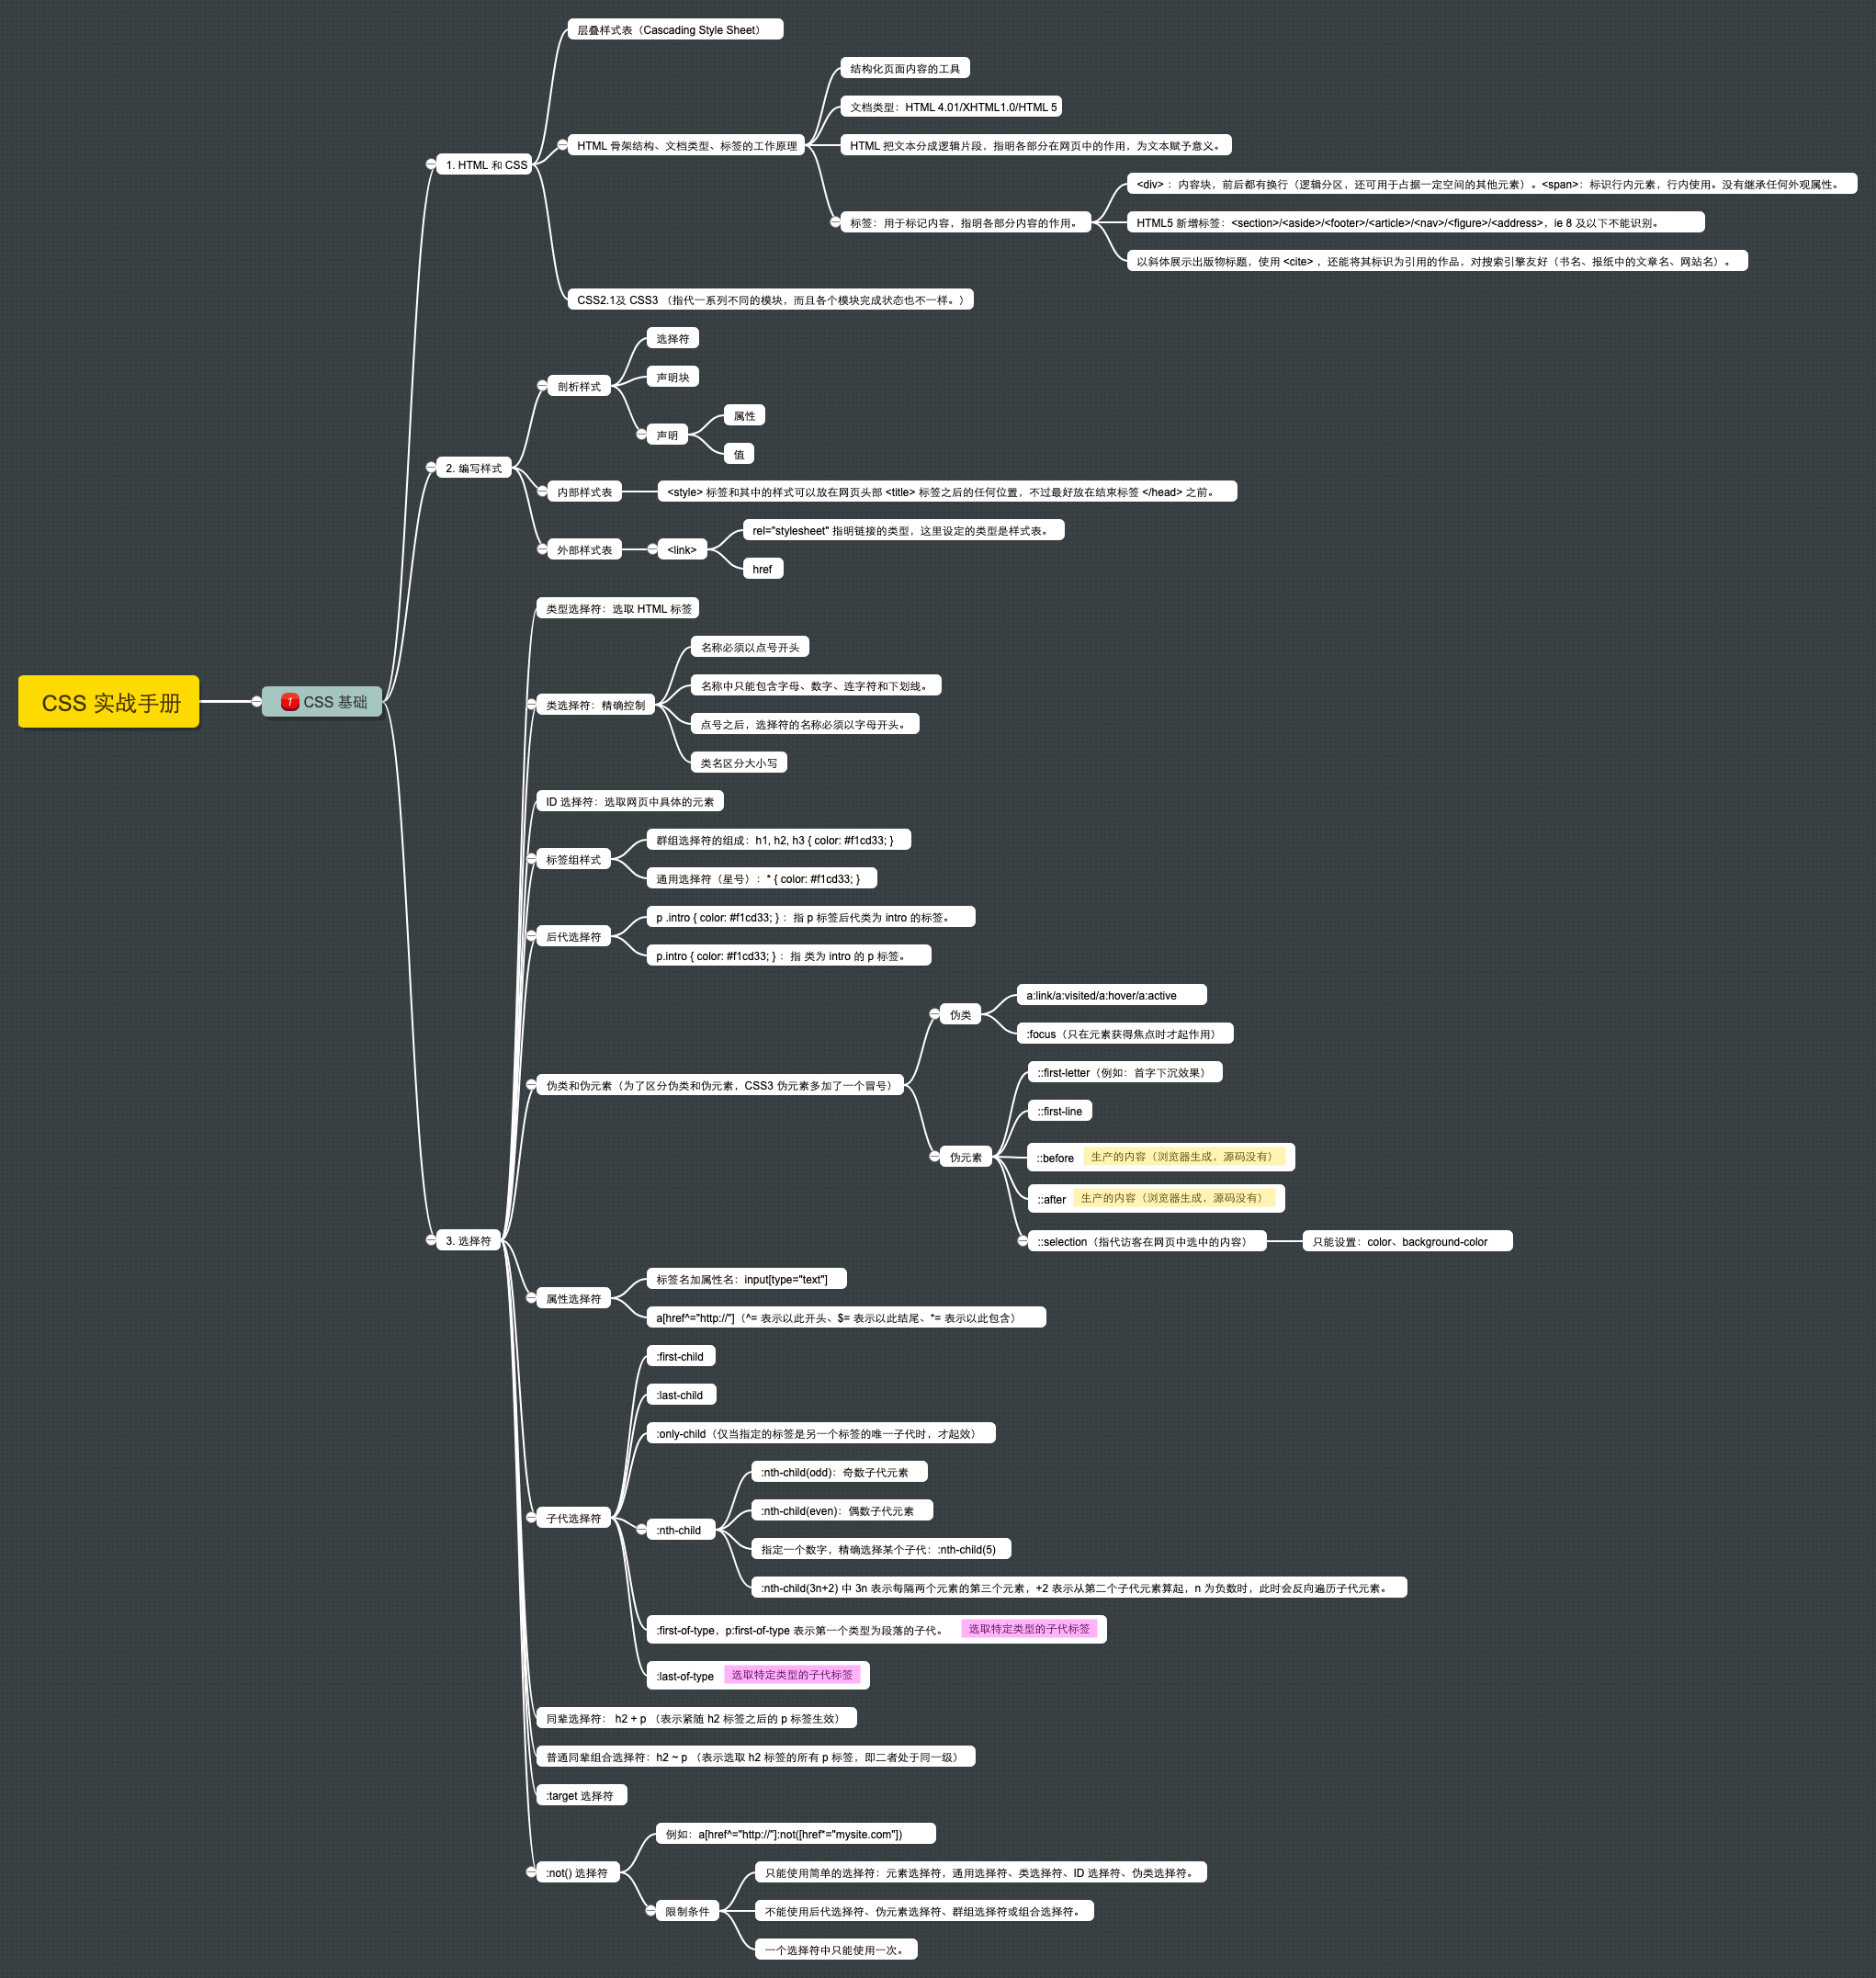 CSS 实战手册
1 CSS 基础
1. HTML 和 CSS
层叠样式表（Cascading Style Sheet）
HTML 骨架结构、文档类型、标签的工作原理
结构化页面内容的工具
文档类型：HTML 4.01/XHTML1.0/HTML 5
HTML 把文本分成逻辑片段，指明各部分在网页中的作用，为文本赋予意义。
标签：用于标记内容，指明各部分内容的作用。
<div> ：内容块，前后都有换行（逻辑分区，还可用于占据一定空间的其他元素）。<span>：标识行内元素，行内使用。没有继承任何外观属性。
HTML5 新增标签：<section>/<aside>/<footer>/<article>/<nav>/<figure>/<address>，ie 8 及以下不能识别。
以斜体展示出版物标题，使用 <cite> ，还能将其标识为引用的作品，对搜索引擎友好（书名、报纸中的文章名、网站名）。
CSS2.1及 CSS3 （指代一系列不同的模块，而且各个模块完成状态也不一样。）
2. 编写样式
剖析样式
选择符
声明块
声明
属性
值
内部样式表
<style> 标签和其中的样式可以放在网页头部 <title> 标签之后的任何位置，不过最好放在结束标签 </head> 之前。
外部样式表
<link>
rel="stylesheet" 指明链接的类型，这里设定的类型是样式表。
href
3. 选择符
类型选择符：选取 HTML 标签
类选择符：精确控制
名称必须以点号开头
名称中只能包含字母、数字、连字符和下划线。
点号之后，选择符的名称必须以字母开头。
类名区分大小写
ID 选择符：选取网页中具体的元素
标签组样式
群组选择符的组成：h1, h2, h3 { color: #f1cd33; }
通用选择符（星号）：* { color: #f1cd33; }
后代选择符
p .intro { color: #f1cd33; } ：指 p 标签后代类为 intro 的标签。
p.intro { color: #f1cd33; } ：指 类为 intro 的 p 标签。
伪类和伪元素（为了区分伪类和伪元素，CSS3 伪元素多加了一个冒号）
伪类
a:link/a:visited/a:hover/a:active
:focus（只在元素获得焦点时才起作用）
伪元素
::first-letter（例如：首字下沉效果）
::first-line
::before 生产的内容（浏览器生成，源码没有）
::after 生产的内容（浏览器生成，源码没有）
::selection（指代访客在网页中选中的内容）
只能设置：color、background-color
属性选择符
标签名加属性名：input[type="text"]
a[href^="http://"]（^= 表示以此开头、$= 表示以此结尾、*= 表示以此包含）
子代选择符
:first-child
:last-child
:only-child（仅当指定的标签是另一个标签的唯一子代时，才起效）
:nth-child
:nth-child(odd)：奇数子代元素
:nth-child(even)：偶数子代元素
指定一个数字，精确选择某个子代：:nth-child(5)
:nth-child(3n+2) 中 3n 表示每隔两个元素的第三个元素，+2 表示从第二个子代元素算起，n 为负数时，此时会反向遍历子代元素。
:first-of-type，p:first-of-type 表示第一个类型为段落的子代。 选取特定类型的子代标签
:last-of-type 选取特定类型的子代标签
同辈选择符： h2 + p （表示紧随 h2 标签之后的 p 标签生效）
普通同辈组合选择符：h2 ~ p （表示选取 h2 标签的所有 p 标签，即二者处于同一级）
:target 选择符
:not() 选择符
例如：a[href^="http://"]:not([href*="mysite.com"])
限制条件
只能使用简单的选择符：元素选择符，通用选择符、类选择符、ID 选择符、伪类选择符。
不能使用后代选择符、伪元素选择符、群组选择符或组合选择符。
一个选择符中只能使用一次。